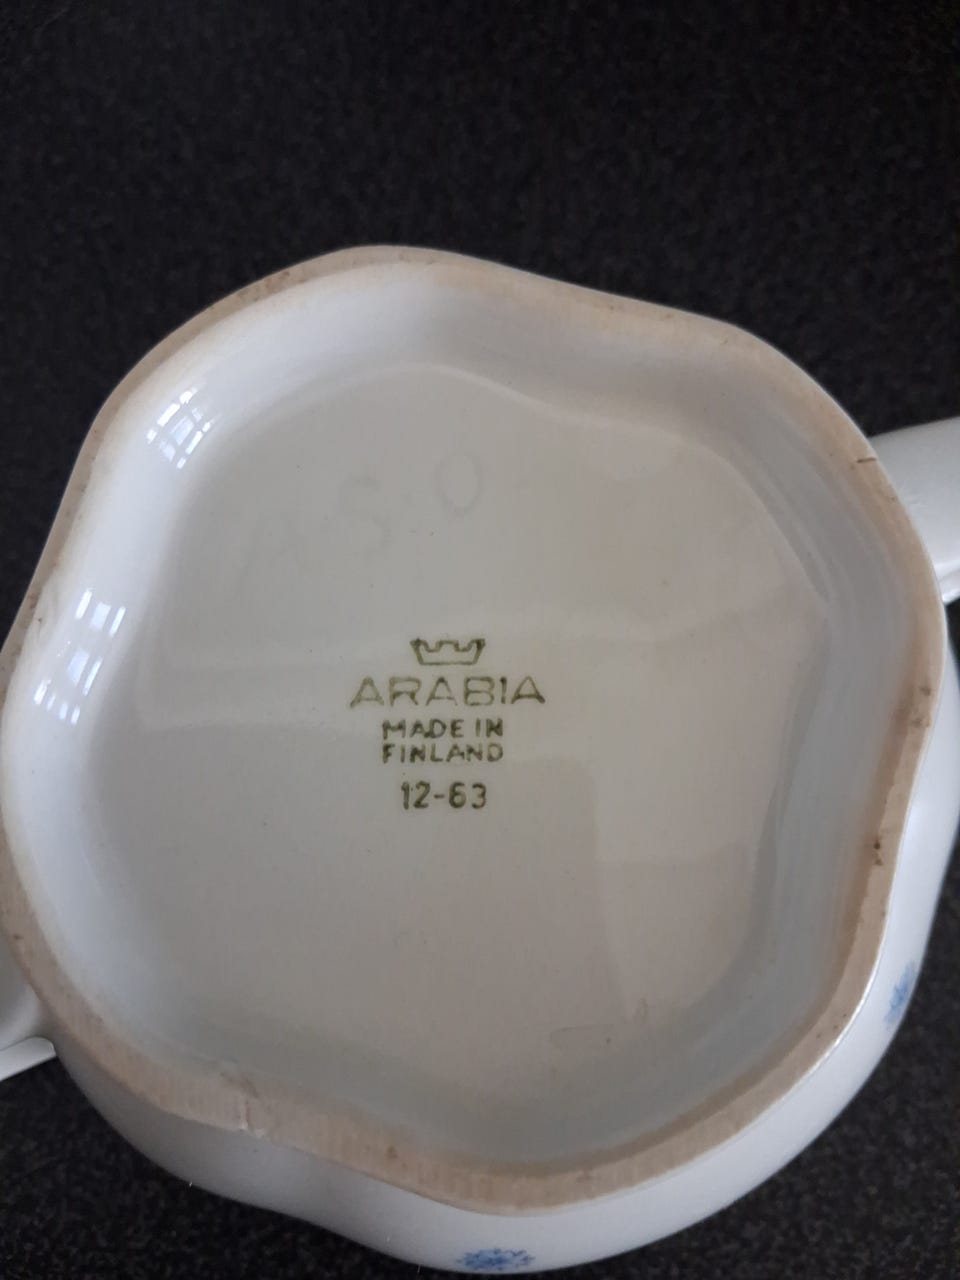 A S · O
ARABIA
MADE IN
FINLAND
12-63